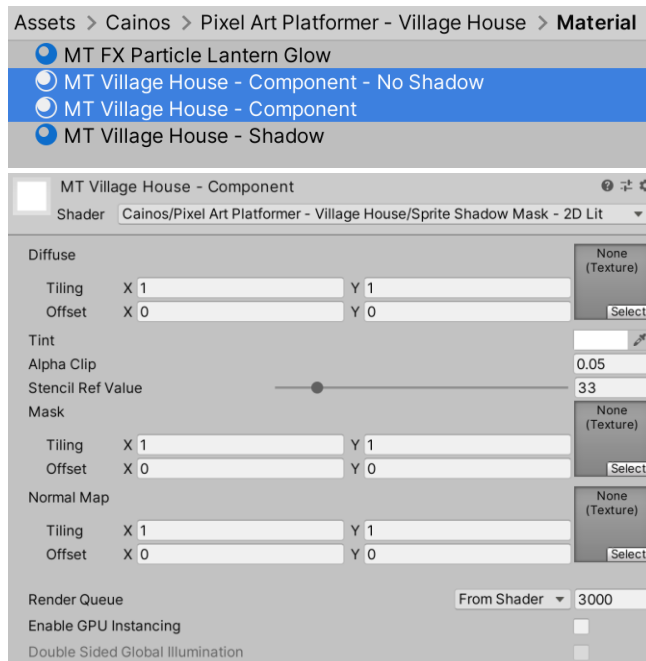 Assets > Cainos > Pixel Art Platformer - Village House > Material
MT FX Particle Lantern Glow
MT Village House - Component - No Shadow
MT Village House - Component
MT Village House - Shadow
MT Village House - Component
Shader Cainos/Pixel Art Platformer - Village House/Sprite Shadow Mask - 2D Lit
Diffuse None
(Texture)
Tiling X 1 Y 1
Offset X 0 Y 0 Select
Tint
Alpha Clip 0.05
Stencil Ref Value 33
Mask None
(Texture)
Tiling X 1 Y 1
Offset X 0 Y 0 Select
Normal Map None
(Texture)
Tiling X 1 Y 1
Offset X 0 Y 0 Select
Render Queue From Shader 3000
Enable GPU Instancing
Double Sided Global Illumination